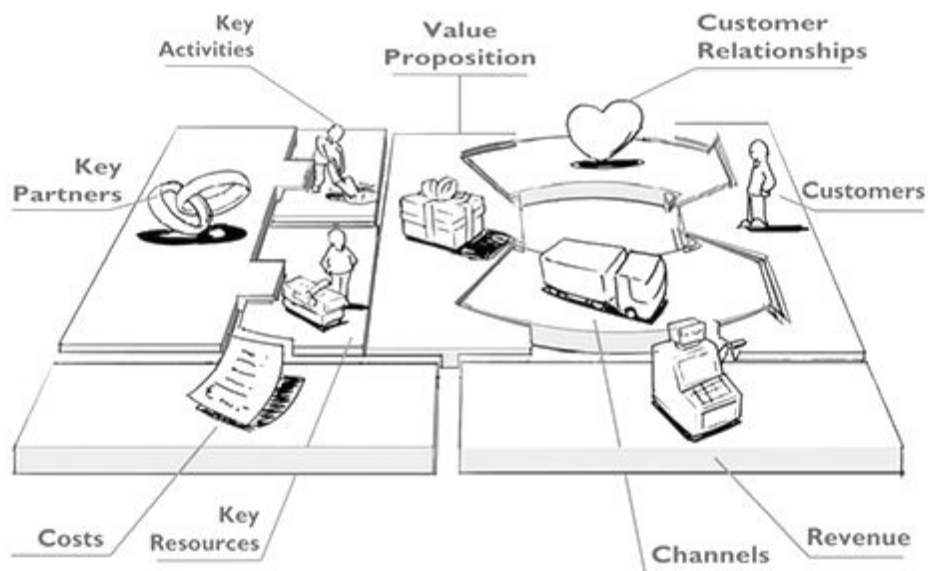 Key
Activities
Value
Proposition
Customer
Relationships
Key
Partners
Customers
Costs
Key
Resources
Channels
Revenue